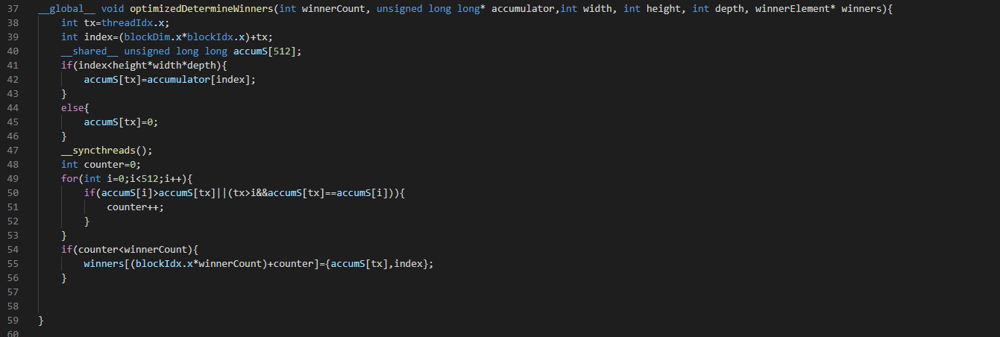 37 __global__ void optimizedDetermineWinners(int winnerCount, unsigned long long* accumulator,int width, int height, int depth, winnerElement* winners){
38     int tx=threadIdx.x;
39     int index=(blockDim.x*blockIdx.x)+tx;
40     __shared__ unsigned long long accumS[512];
41     if(index<height*width*depth){
42         accumS[tx]=accumulator[index];
43     }
44     else{
45         accumS[tx]=0;
46     }
47     __syncthreads();
48     int counter=0;
49     for(int i=0;i<512;i++){
50         if(accumS[i]>accumS[tx]||(tx>i&&accumS[tx]==accumS[i])){
51             counter++;
52         }
53     }
54     if(counter<winnerCount){
55         winners[(blockIdx.x*winnerCount)+counter]={accumS[tx],index};
56     }
57
58
59 }
60